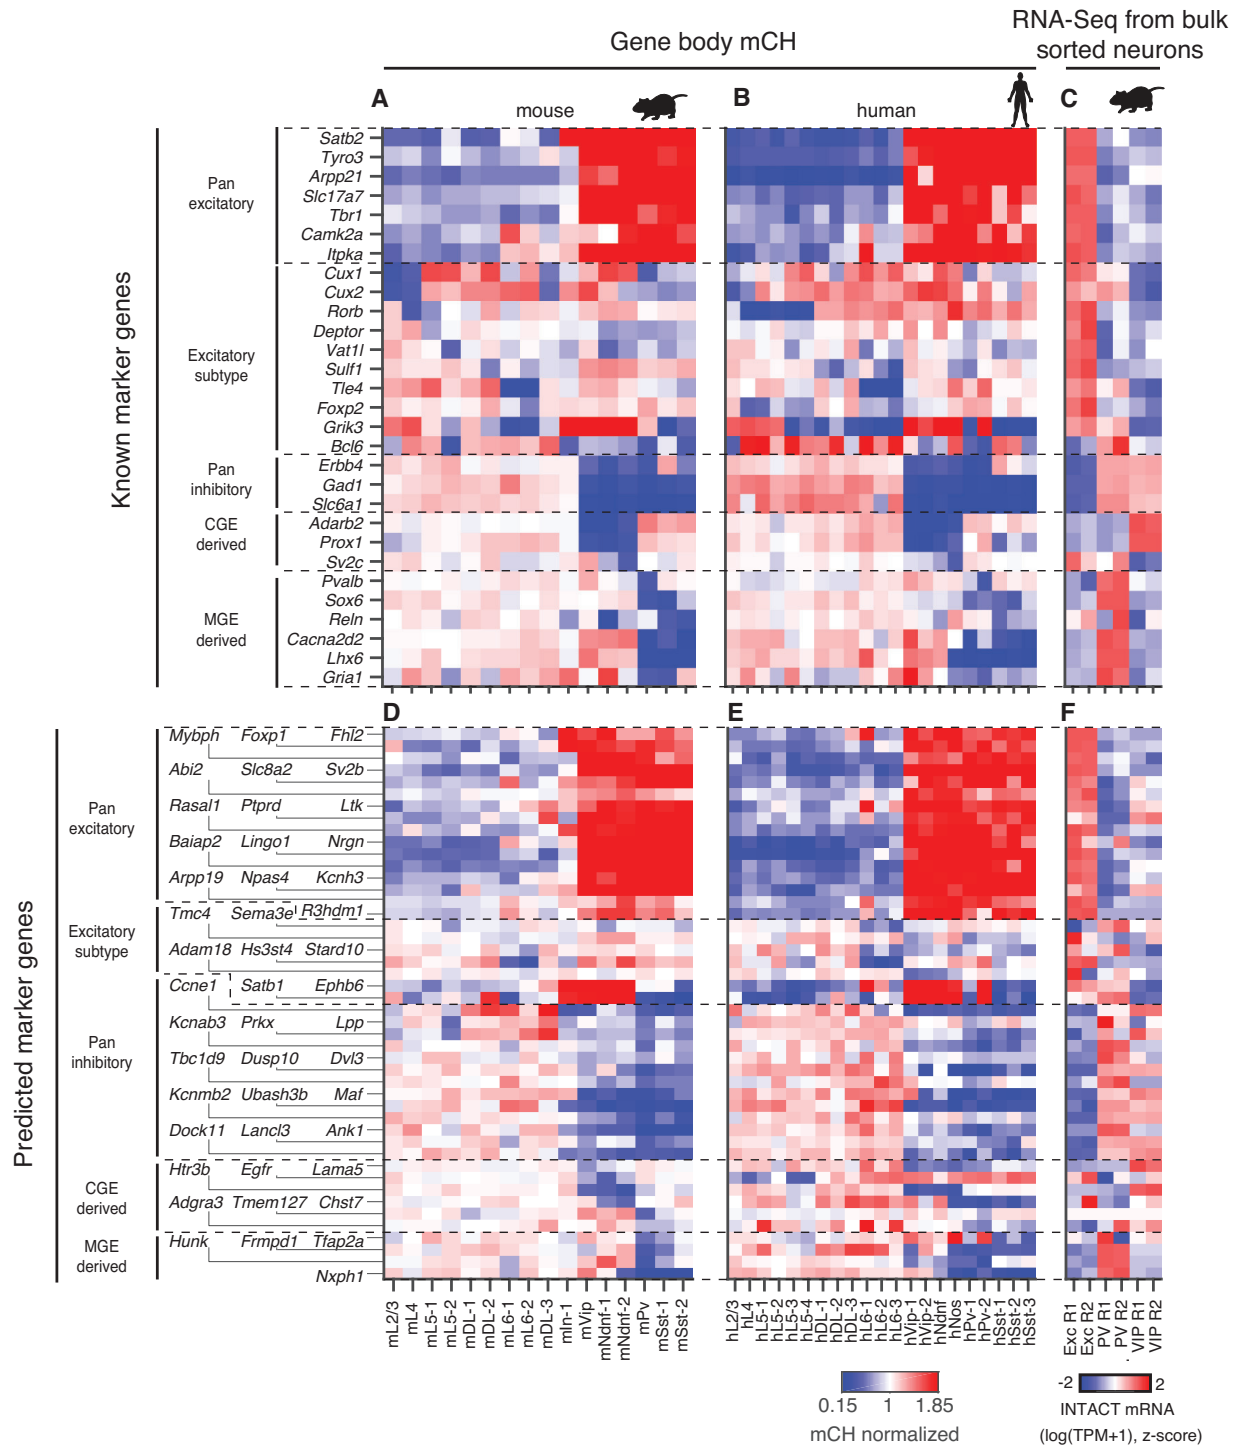 Gene body mCH
RNA-Seq from bulk
sorted neurons
A
mouse
B
human
C
Known marker genes
Pan
excitatory
Satb2
Tyro3
Arpp21
Slc17a7
Tbr1
Camk2a
Itpka
Excitatory
subtype
Cux1
Cux2
Rorb
Deptor
Vat1l
Sulf1
Tle4
Foxp2
Grik3
Bcl6
Pan
inhibitory
Erbb4
Gad1
Slc6a1
CGE
derived
Adarb2
Prox1
Sv2c
MGE
derived
Pvalb
Sox6
Reln
Cacna2d2
Lhx6
Gria1
D
E
F
Predicted marker genes
Pan
excitatory
Mybph Foxp1 Fhl2
Abi2 Slc8a2 Sv2b
Rasal1 Ptprd Ltk
Baiap2 Lingo1 Nrgn
Arpp19 Npas4 Kcnh3
Excitatory
subtype
Tmc4 Sema3e R3hdm1
Adam18 Hs3st4 Stard10
Pan
inhibitory
Ccne1 Satb1 Ephb6
Kcnab3 Prkx Lpp
Tbc1d9 Dusp10 Dvl3
Kcnmb2 Ubash3b Maf
Dock11 Lancl3 Ank1
CGE
derived
Htr3b Egfr Lama5
Adgra3 Tmem127 Chst7
MGE
derived
Hunk Frmpd1 Tfap2a
Nxph1
mL2/3
mL4
mL5-1
mL5-2
mDL-1
mDL-2
mL6-1
mL6-2
mDL-3
mIn-1
mVip
mNdnf-1
mNdnf-2
mPv
mSst-1
mSst-2
hL2/3
hL4
hL5-1
hL5-2
hL5-3
hL5-4
hDL-1
hDL-2
hDL-3
hL6-1
hL6-2
hL6-3
hVip-1
hVip-2
hNdnf
hNos
hPv-1
hPv-2
hSst-1
hSst-2
hSst-3
Exc R1
Exc R2
PV R1
PV R2
VIP R1
VIP R2
0.15 1 1.85
mCH normalized
-2 2
INTACT mRNA
(log(TPM+1), z-score)